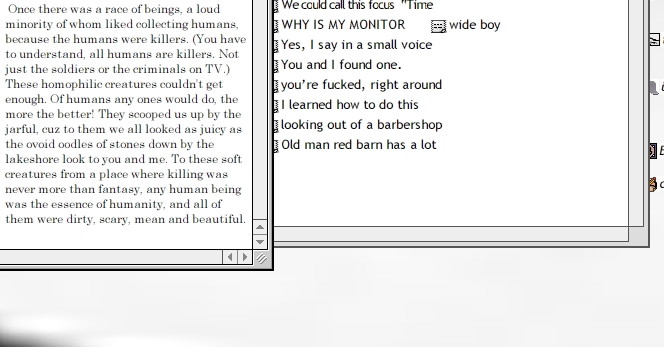 Once there was a race of beings, a loud
minority of whom liked collecting humans,
because the humans were killers. (You have
to understand, all humans are killers. Not
just the soldiers or the criminals on TV.)
These homophilic creatures couldn't get
enough. Of humans any ones would do, the
more the better! They scooped us up by the
jarful, cuz to them we all looked as juicy as
the ovoid oodles of stones down by the
lakeshore look to you and me. To these soft
creatures from a place where killing was
never more than fantasy, any human being
was the essence of humanity, and all of
them were dirty, scary, mean and beautiful.
We could call this focus "Time
WHY IS MY MONITOR wide boy
Yes, I say in a small voice
You and I found one.
you're fucked, right around
I learned how to do this
looking out of a barbershop
Old man red barn has a lot